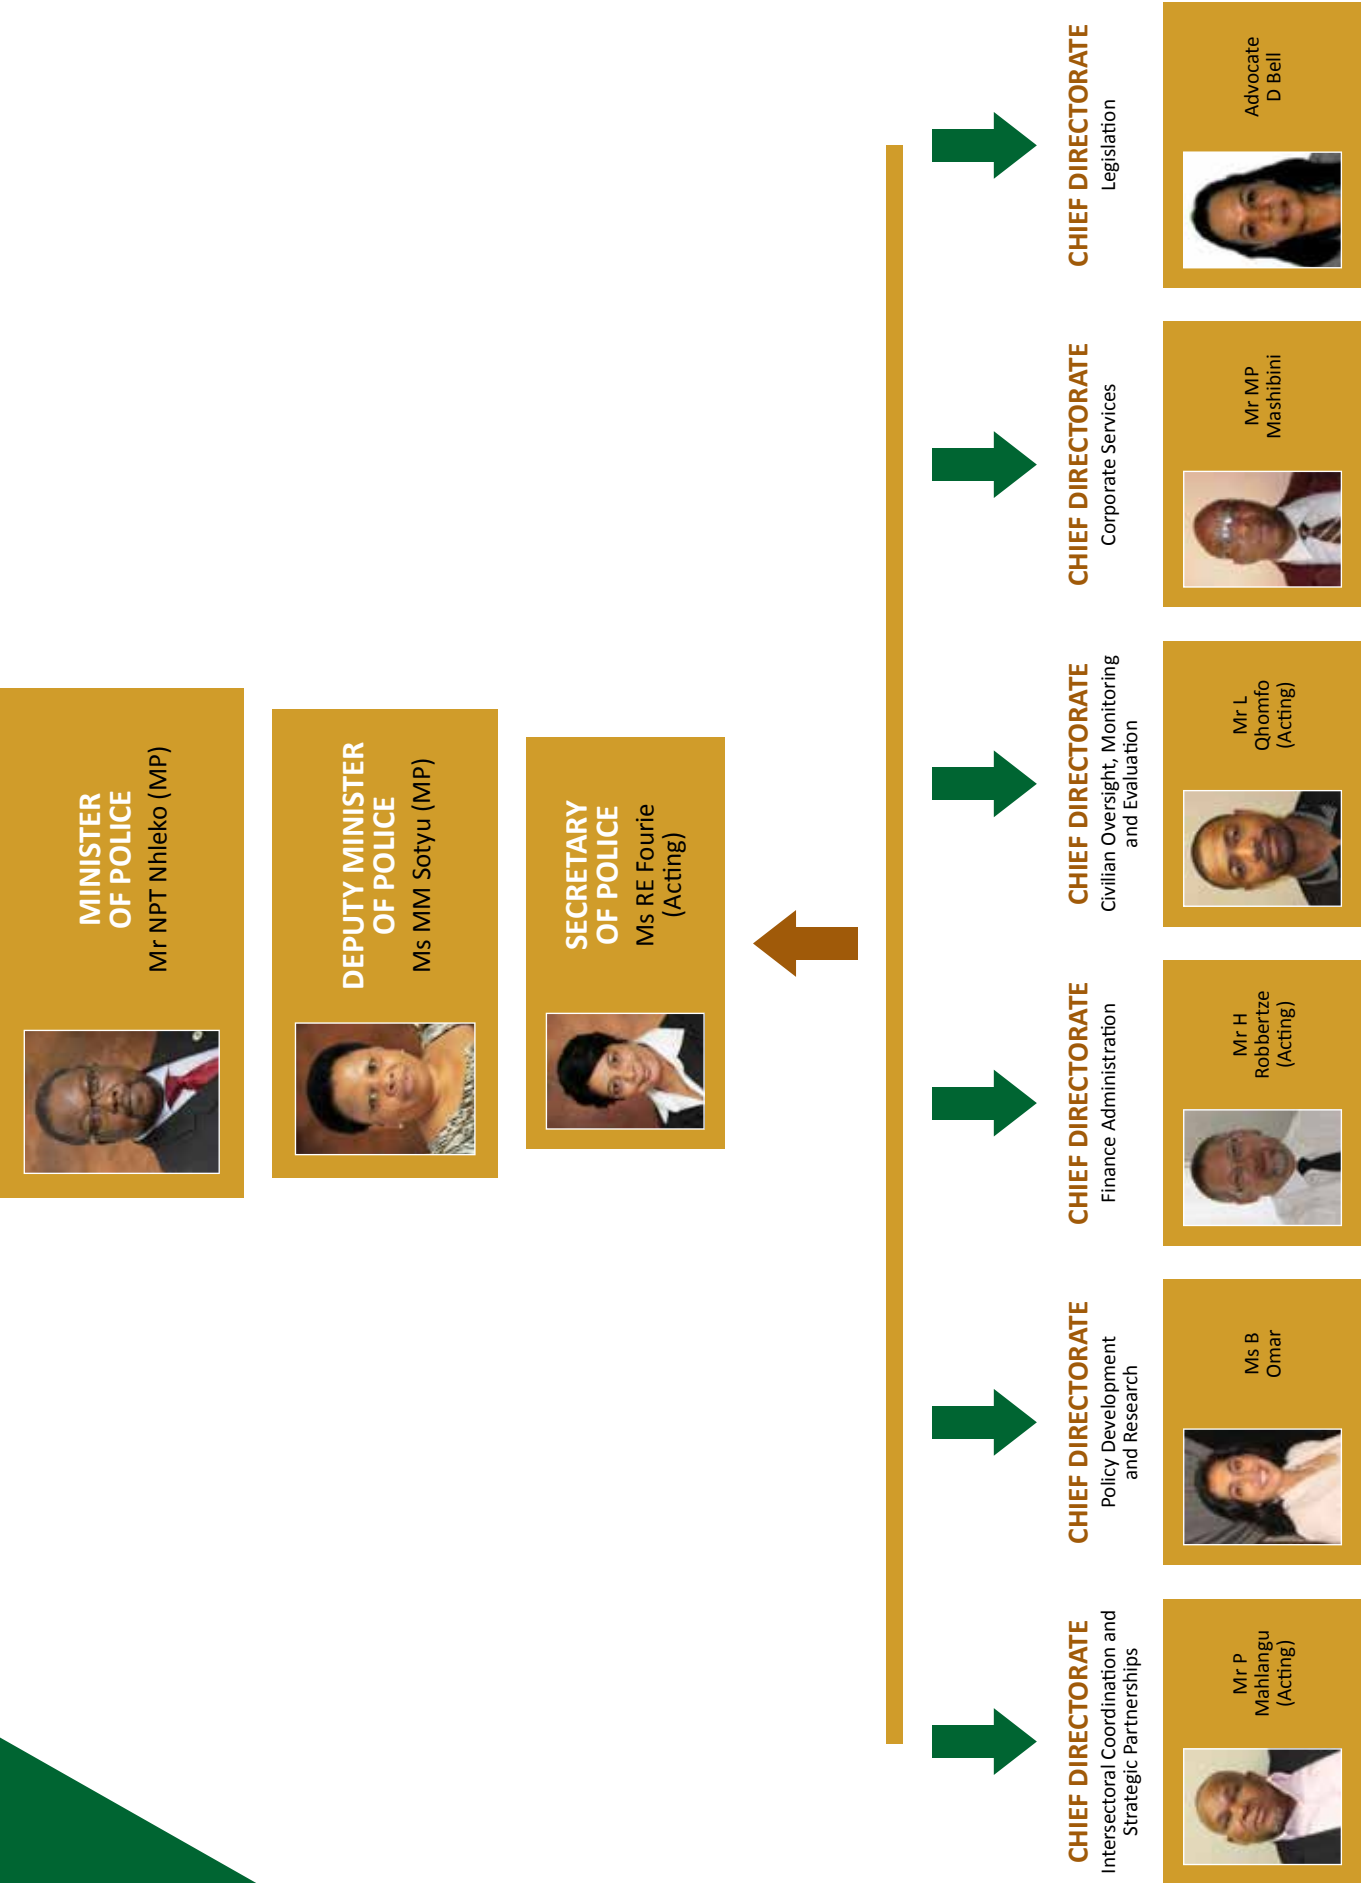 MINISTER
OF POLICE
Mr NPT Nhleko (MP)
DEPUTY MINISTER
OF POLICE
Ms MM Sotyu (MP)
SECRETARY
OF POLICE
Ms RE Fourie
(Acting)
CHIEF DIRECTORATE
Intersectoral Coordination and
Strategic Partnerships
Mr P
Mahlangu
(Acting)
CHIEF DIRECTORATE
Policy Development
and Research
Ms B
Omar
CHIEF DIRECTORATE
Finance Administration
Mr H
Robbertze
(Acting)
CHIEF DIRECTORATE
Civilian Oversight, Monitoring
and Evaluation
Mr L
Qhomfo
(Acting)
CHIEF DIRECTORATE
Corporate Services
Mr MP
Mashibini
CHIEF DIRECTORATE
Legislation
Advocate
D Bell